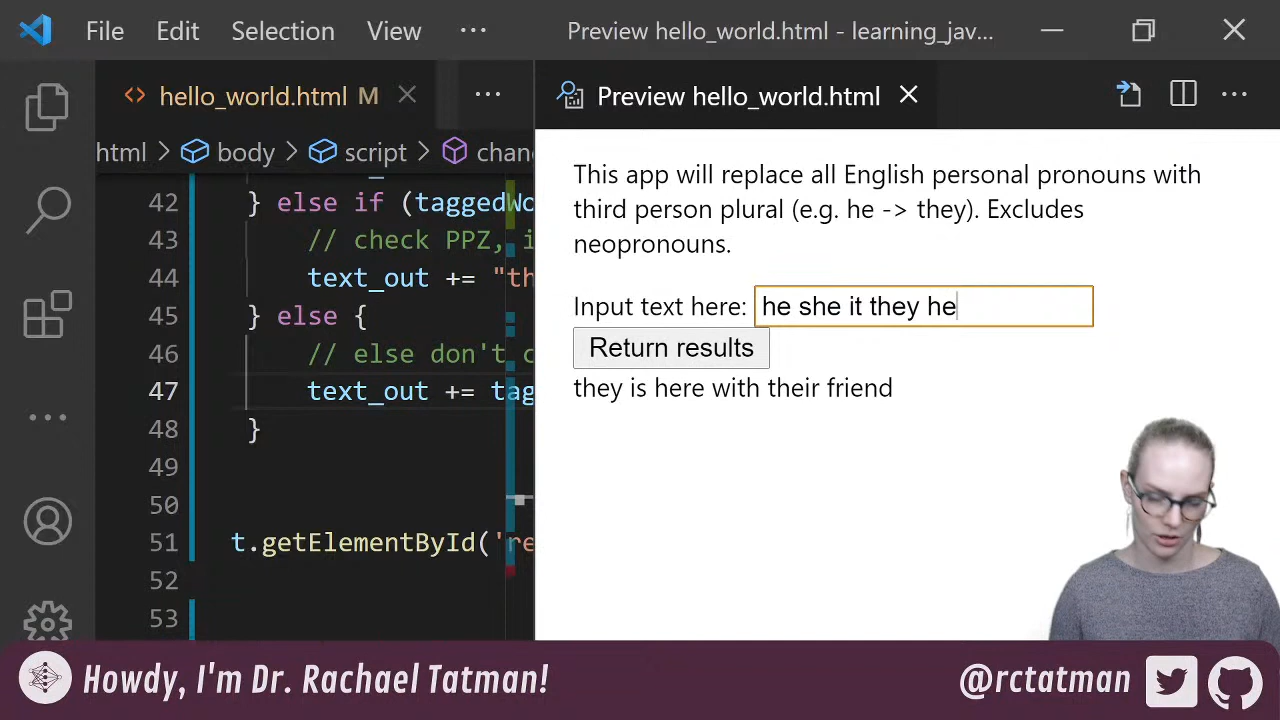 File Edit Selection View ··· Preview hello_world.html - learning_jav...
<> hello_world.html M ···
Preview hello_world.html ···
html > body > script > chan
42 } else if (taggedWo
43 // check PPZ, i
44 text_out += "th
45 } else {
46 // else don't c
47 text_out += tag
48 }
49
50
51 t.getElementById('re
52
53
This app will replace all English personal pronouns with
third person plural (e.g. he -> they). Excludes
neopronouns.
Input text here: he she it they he
Return results
they is here with their friend
Howdy, I'm Dr. Rachael Tatman! @rctatman